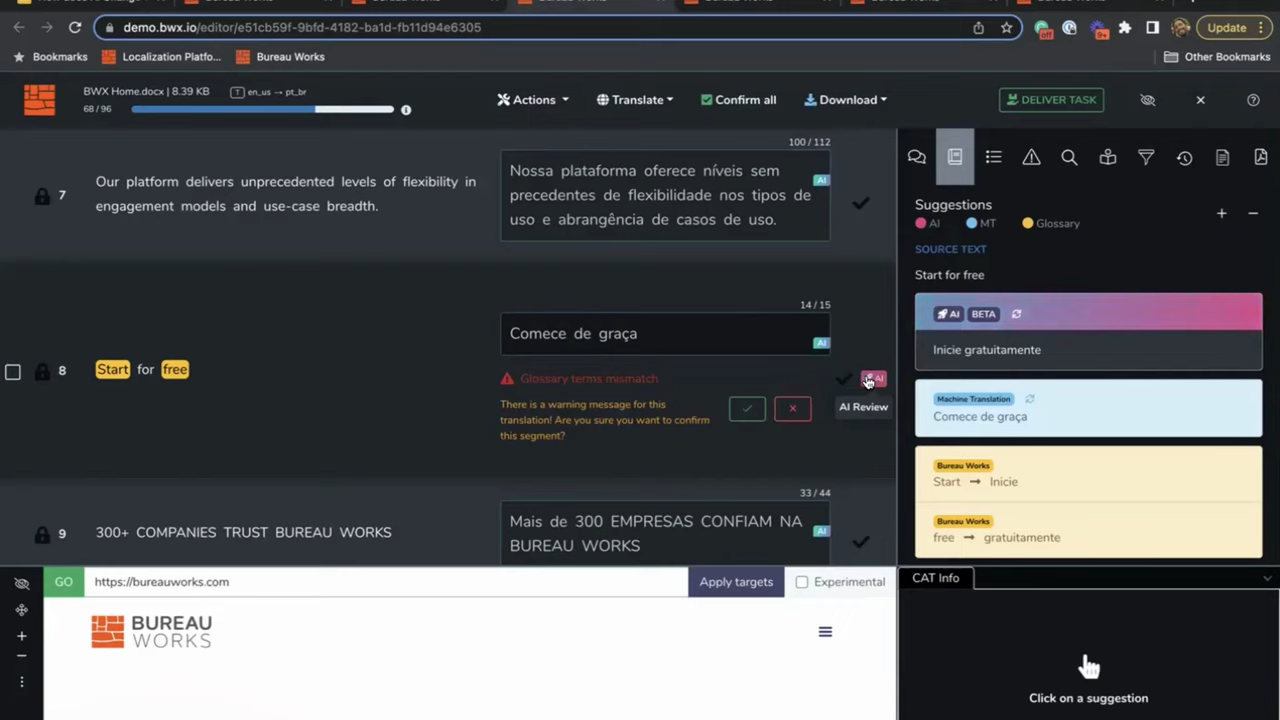 demo.bwx.io/editor/e51cb59f-9bfd-4182-ba1d-fb11d94e6305
off
9+
Update
Bookmarks
Localization Platfo...
Bureau Works
Other Bookmarks
BWX Home.docx | 8.39 KB
T en_us → pt_br
68 / 96
Actions
Translate
Confirm all
Download
DELIVER TASK
100 / 112
7
Our platform delivers unprecedented levels of flexibility in
engagement models and use-case breadth.
Nossa plataforma oferece níveis sem
precedentes de flexibilidade nos tipos de
uso e abrangência de casos de uso.
AI
14 / 15
8
Start for free
Comece de graça
AI
Glossary terms mismatch
There is a warning message for this
translation! Are you sure you want to confirm
this segment?
AI
AI Review
33 / 44
9
300+ COMPANIES TRUST BUREAU WORKS
Mais de 300 EMPRESAS CONFIAM NA
BUREAU WORKS
AI
Suggestions
AI
MT
Glossary
SOURCE TEXT
Start for free
AI BETA
Inicie gratuitamente
Machine Translation
Comece de graça
Bureau Works
Start → Inicie
Bureau Works
free → gratuitamente
GO
https://bureauworks.com
Apply targets
Experimental
BUREAU
WORKS
CAT Info
Click on a suggestion